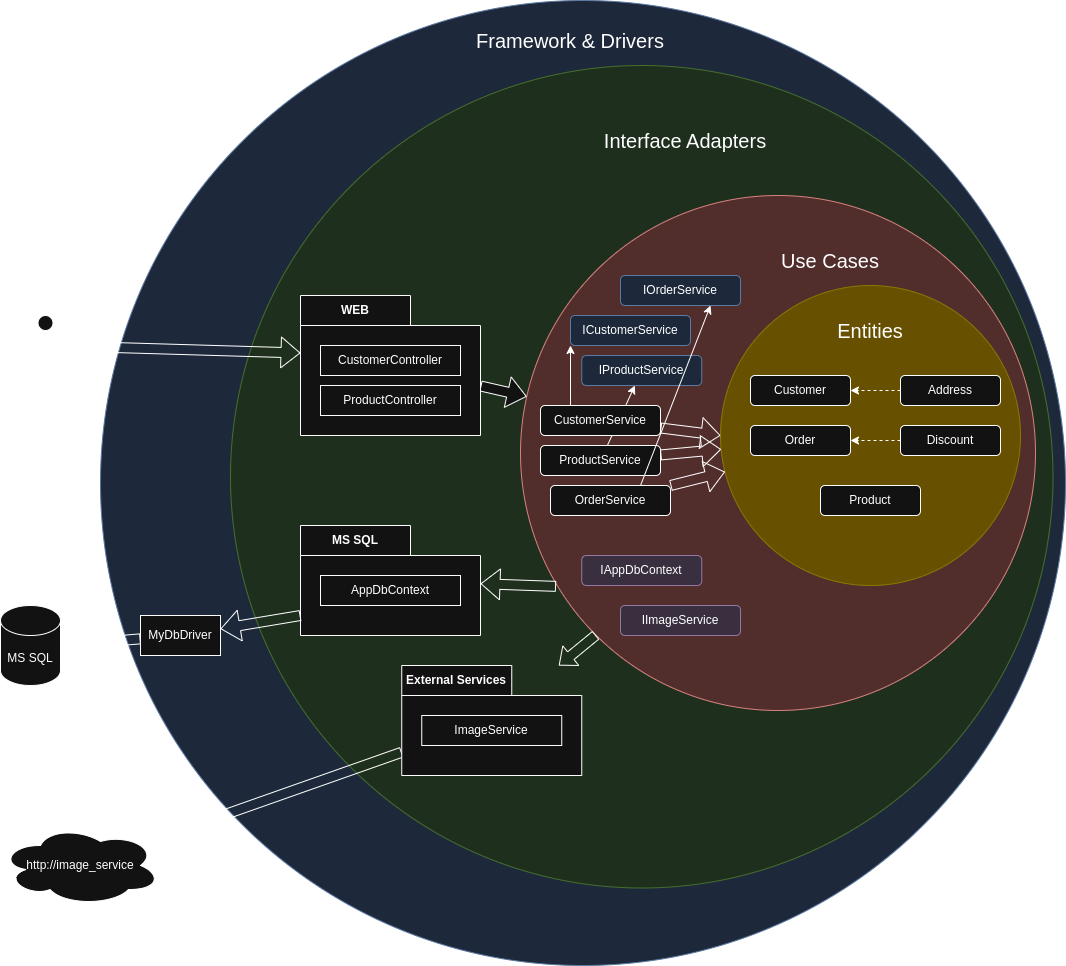 Framework & Drivers
Interface Adapters
Use Cases
Entities
IOrderService
ICustomerService
IProductService
CustomerService
ProductService
OrderService
Customer
Address
Order
Discount
Product
WEB
CustomerController
ProductController
MS SQL
AppDbContext
IAppDbContext
IImageService
MyDbDriver
MS SQL
External Services
ImageService
http://image_service